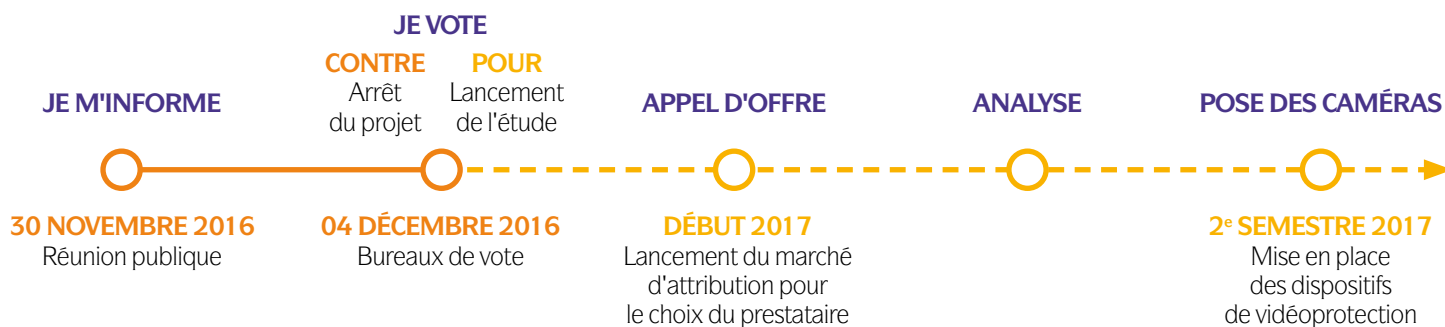 JE M'INFORME
30 NOVEMBRE 2016
Réunion publique
JE VOTE
CONTRE
Arrêt
du projet
POUR
Lancement
de l'étude
04 DÉCEMBRE 2016
Bureaux de vote
APPEL D'OFFRE
DÉBUT 2017
Lancement du marché
d'attribution pour
le choix du prestataire
ANALYSE
POSE DES CAMÉRAS
2e SEMESTRE 2017
Mise en place
des dispositifs
de vidéoprotection